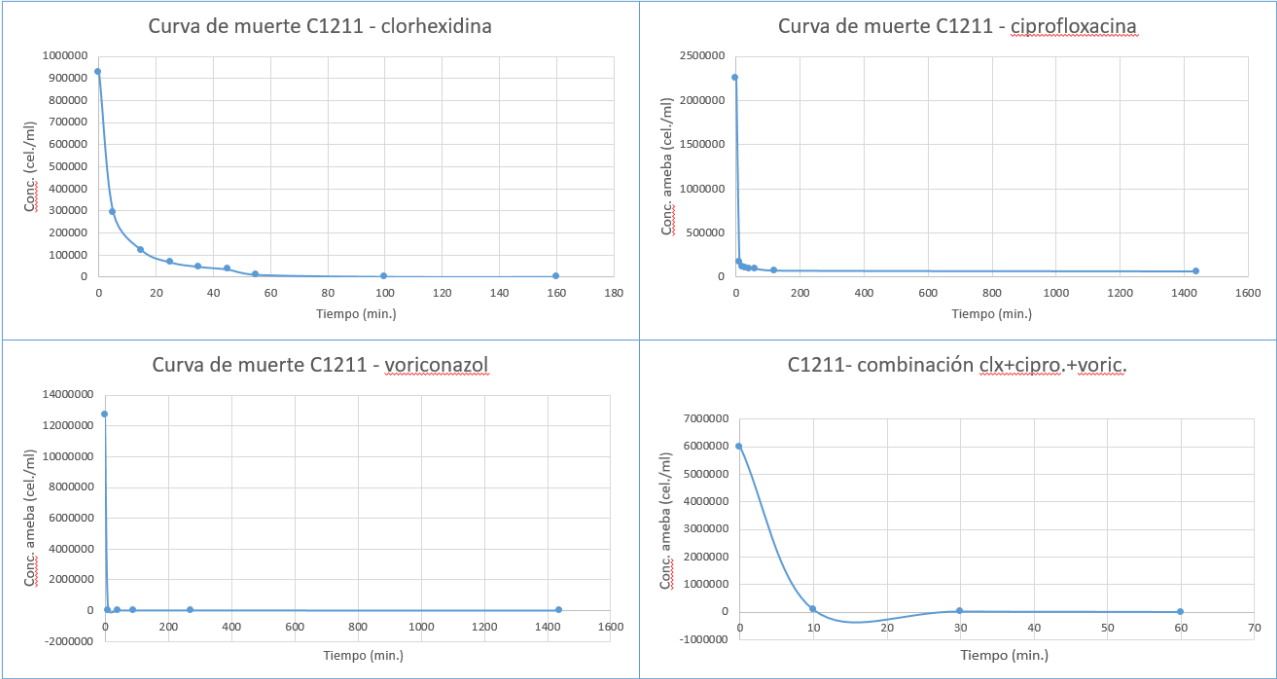 Curva de muerte C1211 - clorhexidina
1000000
900000
800000
700000
600000
500000
400000
300000
200000
100000
0
Conc. (cel./ml)
0 20 40 60 80 100 120 140 160 180
Tiempo (min.)
Curva de muerte C1211 - ciprofloxacina
2500000
2000000
1500000
1000000
500000
0
Conc. ameba (cel./ml)
0 200 400 600 800 1000 1200 1400 1600
Tiempo (min.)
Curva de muerte C1211 - voriconazol
14000000
12000000
10000000
8000000
6000000
4000000
2000000
0
-2000000
Conc. ameba (cel./ml)
0 200 400 600 800 1000 1200 1400 1600
Tiempo (min.)
C1211- combinación clx+cipro.+voric.
7000000
6000000
5000000
4000000
3000000
2000000
1000000
0
-1000000
Conc. ameba (cel./ml)
0 10 20 30 40 50 60 70
Tiempo (min.)